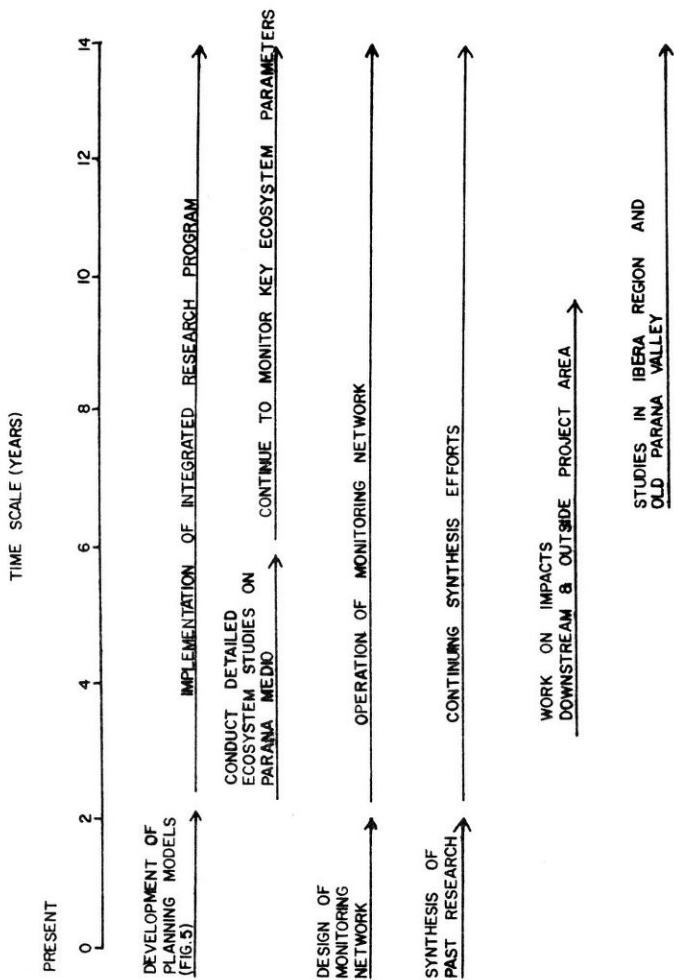 TIME SCALE (YEARS)
PRESENT
0 2 4 6 8 10 12 14
DEVELOPMENT OF
PLANNING MODELS
(FIG.5)
IMPLEMENTATION OF INTEGRATED RESEARCH PROGRAM
CONDUCT DETAILED
ECOSYSTEM STUDIES ON
PARANA MEDIO
CONTINUE TO MONITOR KEY ECOSYSTEM PARAMETERS
DESIGN OF
MONITORING
NETWORK
OPERATION OF MONITORING NETWORK
SYNTHESIS OF
PAST RESEARCH
CONTINUING SYNTHESIS EFFORTS
WORK ON IMPACTS
DOWNSTREAM & OUTSIDE PROJECT AREA
STUDIES IN IBERA REGION AND
OLD PARANA VALLEY